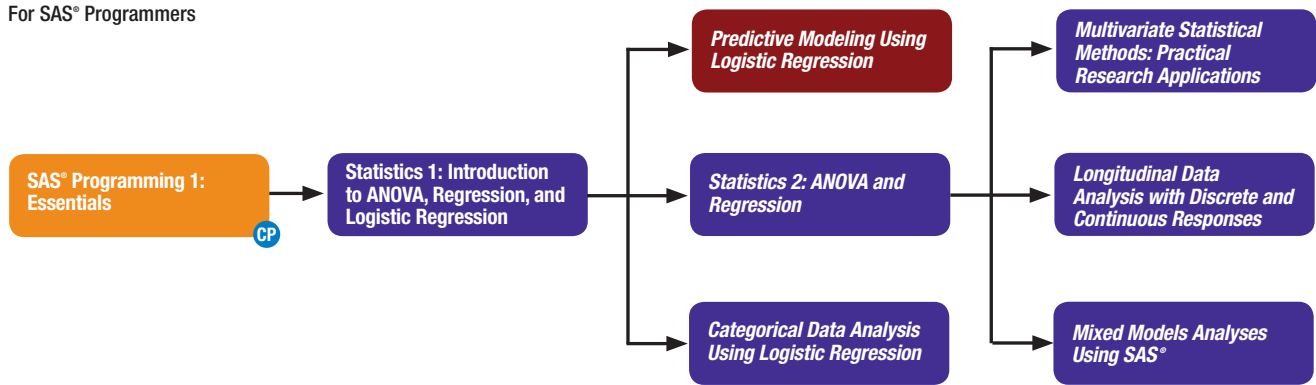 For SAS® Programmers
SAS® Programming 1:
Essentials
CP
Statistics 1: Introduction
to ANOVA, Regression, and
Logistic Regression
Predictive Modeling Using
Logistic Regression
Statistics 2: ANOVA and
Regression
Categorical Data Analysis
Using Logistic Regression
Multivariate Statistical
Methods: Practical
Research Applications
Longitudinal Data
Analysis with Discrete and
Continuous Responses
Mixed Models Analyses
Using SAS®